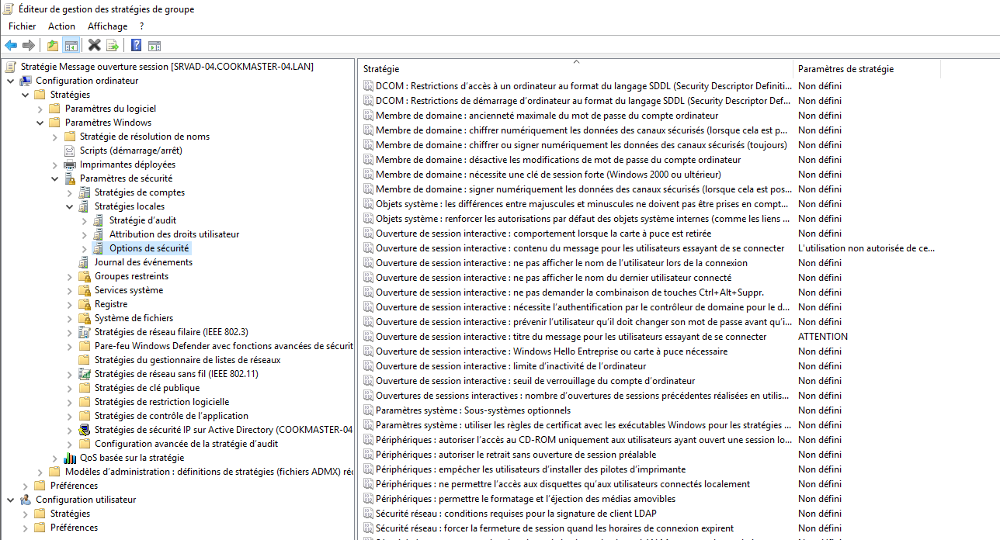 Éditeur de gestion des stratégies de groupe
Fichier Action Affichage ?
Stratégie Message ouverture session [SRVAD-04.COOKMASTER-04.LAN]
Configuration ordinateur
Stratégies
Paramètres du logiciel
Paramètres Windows
Stratégie de résolution de noms
Scripts (démarrage/arrêt)
Imprimantes déployées
Paramètres de sécurité
Stratégies de comptes
Stratégies locales
Stratégie d'audit
Attribution des droits utilisateur
Options de sécurité
Journal des événements
Groupes restreints
Services système
Registre
Système de fichiers
Stratégies de réseau filaire (IEEE 802.3)
Pare-feu Windows Defender avec fonctions avancées de sécurit
Stratégies du gestionnaire de listes de réseaux
Stratégies de réseau sans fil (IEEE 802.11)
Stratégies de clé publique
Stratégies de restriction logicielle
Stratégies de contrôle de l'application
Stratégies de sécurité IP sur Active Directory (COOKMASTER-04
Configuration avancée de la stratégie d'audit
QoS basée sur la stratégie
Modèles d'administration : définitions de stratégies (fichiers ADMX) réc
Préférences
Configuration utilisateur
Stratégies
Préférences
Stratégie Paramètres de stratégie
DCOM : Restrictions d'accès à un ordinateur au format du langage SDDL (Security Descriptor Definiti... Non défini
DCOM : Restrictions de démarrage d'ordinateur au format du langage SDDL (Security Descriptor Def... Non défini
Membre de domaine : ancienneté maximale du mot de passe du compte ordinateur Non défini
Membre de domaine : chiffrer numériquement les données des canaux sécurisés (lorsque cela est p... Non défini
Membre de domaine : chiffrer ou signer numériquement les données des canaux sécurisés (toujours) Non défini
Membre de domaine : désactive les modifications de mot de passe du compte ordinateur Non défini
Membre de domaine : nécessite une clé de session forte (Windows 2000 ou ultérieur) Non défini
Membre de domaine : signer numériquement les données des canaux sécurisés (lorsque cela est pos... Non défini
Objets système : les différences entre majuscules et minuscules ne doivent pas être prises en compt... Non défini
Objets système : renforcer les autorisations par défaut des objets système internes (comme les liens ... Non défini
Ouverture de session interactive : comportement lorsque la carte à puce est retirée Non défini
Ouverture de session interactive : contenu du message pour les utilisateurs essayant de se connecter L'utilisation non autorisée de ce...
Ouverture de session interactive : ne pas afficher le nom de l'utilisateur lors de la connexion Non défini
Ouverture de session interactive : ne pas afficher le nom du dernier utilisateur connecté Non défini
Ouverture de session interactive : ne pas demander la combinaison de touches Ctrl+Alt+Suppr. Non défini
Ouverture de session interactive : nécessite l'authentification par le contrôleur de domaine pour le d... Non défini
Ouverture de session interactive : prévenir l'utilisateur qu'il doit changer son mot de passe avant qu'i... Non défini
Ouverture de session interactive : titre du message pour les utilisateurs essayant de se connecter ATTENTION
Ouverture de session interactive : Windows Hello Entreprise ou carte à puce nécessaire Non défini
Ouverture de session interactive : limite d'inactivité de l'ordinateur Non défini
Ouverture de session interactive : seuil de verrouillage du compte d'ordinateur Non défini
Ouvertures de sessions interactives : nombre d'ouvertures de sessions précédentes réalisées en utilis... Non défini
Paramètres système : Sous-systèmes optionnels Non défini
Paramètres système : utiliser les règles de certificat avec les exécutables Windows pour les stratégies ... Non défini
Périphériques : autoriser l'accès au CD-ROM uniquement aux utilisateurs ayant ouvert une session lo... Non défini
Périphériques : autoriser le retrait sans ouverture de session préalable Non défini
Périphériques : empêcher les utilisateurs d'installer des pilotes d'imprimante Non défini
Périphériques : ne permettre l'accès aux disquettes qu'aux utilisateurs connectés localement Non défini
Périphériques : permettre le formatage et l'éjection des médias amovibles Non défini
Sécurité réseau : conditions requises pour la signature de client LDAP Non défini
Sécurité réseau : forcer la fermeture de session quand les horaires de connexion expirent Non défini